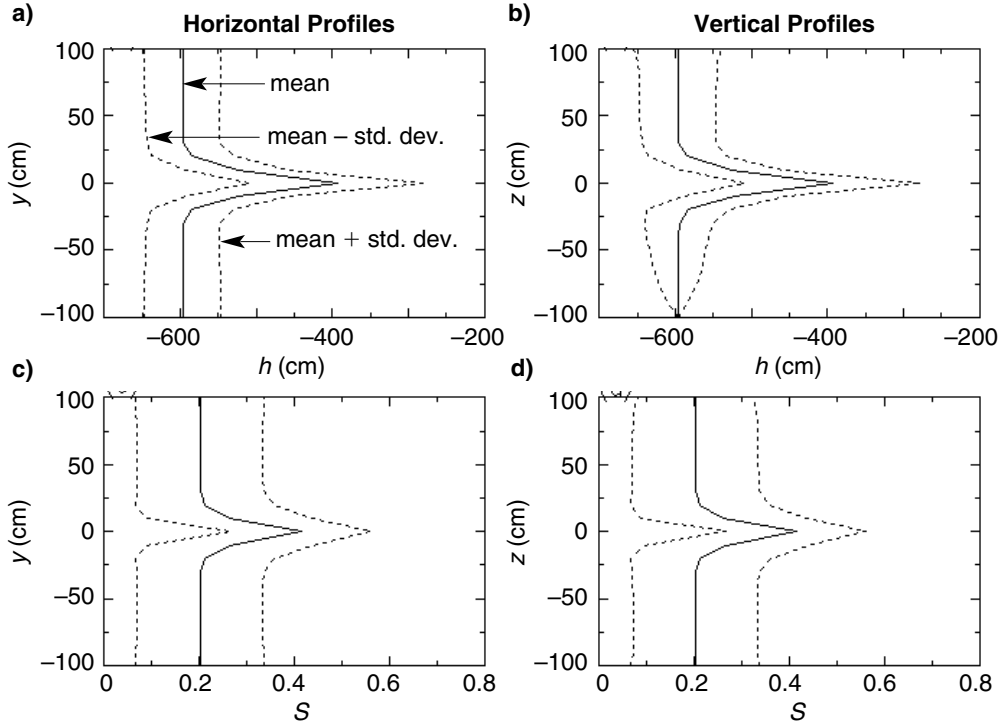 a) Horizontal Profiles
b) Vertical Profiles
100
50
0
−50
−100
y (cm)
mean
mean − std. dev.
mean + std. dev.
−600 −400 −200
h (cm)
100
50
0
−50
−100
z (cm)
−600 −400 −200
h (cm)
c)
100
50
0
−50
−100
y (cm)
0 0.2 0.4 0.6 0.8
S
d)
100
50
0
−50
−100
z (cm)
0 0.2 0.4 0.6 0.8
S